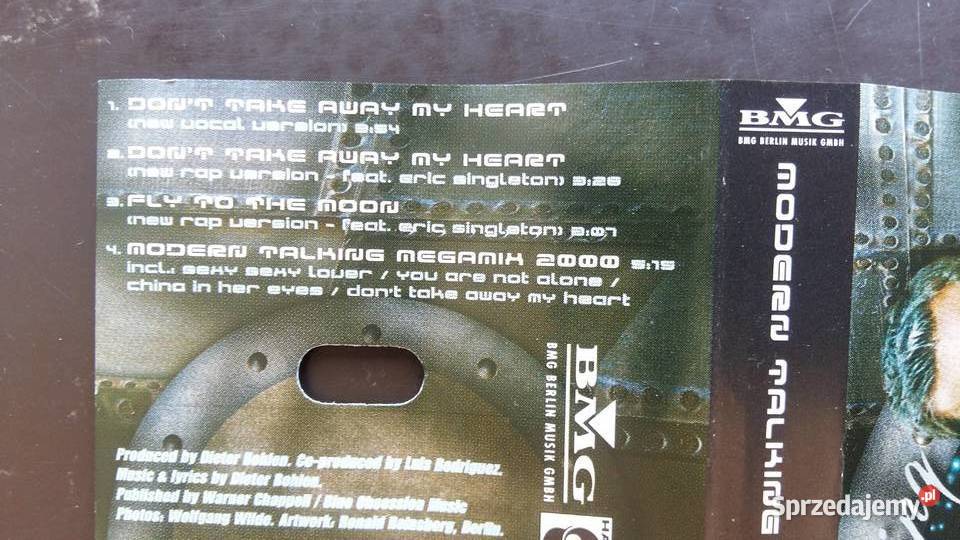 1. DON'T TAKE AWAY MY HEART
(new vocal version) 3:54
2. DON'T TAKE AWAY MY HEART
(new rap version - feat. eric singleton) 3:26
3. FLY TO THE MOON
(new rap version - feat. eric singleton) 3:07
4. MODERN TALKING MEGAMIX 2000 5:15
incl.: sexy sexy lover / you are not alone /
china in her eyes / don't take away my heart
BMG
BMG BERLIN MUSIK GMBH
Produced by Dieter Bohlen. Co-produced by Luis Rodriguez.
Music & lyrics by Dieter Bohlen.
Published by Warner Chappell / Blue Obsession Music
Photos: Wolfgang Wilde. Artwork: Ronald Reinsberg, Berlin.
BMG
BMG BERLIN MUSIK GMBH
MODERN TALKING
Sprzedajemy.pl